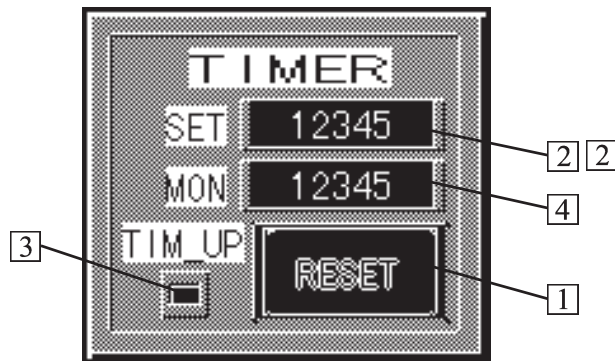 TIMER
SET 12345 2 2
MON 12345 4
TIM_UP
3
RESET 1